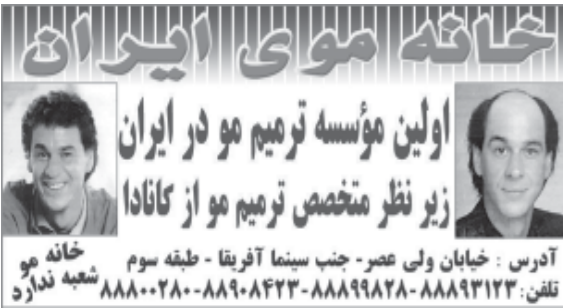 خانه موی ایران
اولین مؤسسه ترمیم مو در ایران
زیر نظر متخصص ترمیم مو از کانادا
آدرس : خیابان ولی عصر- جنب سینما آفریقا - طبقه سوم
تلفن: ۸۸۸۹۳۱۲۳ -۸۸۸۹۹۸۲۸ -۸۸۹۰۸۴۲۳ -۸۸۸۰۰۲۸۰
خانه مو
شعبه ندارد